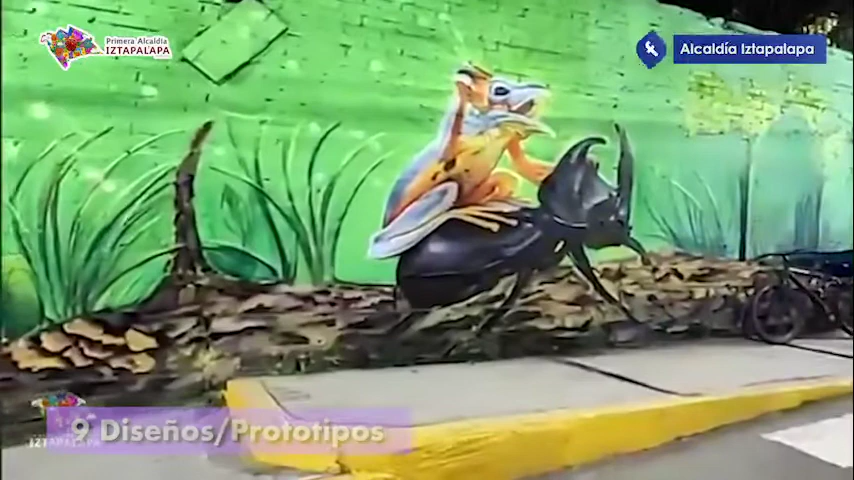 Primera Alcaldía
IZTAPALAPA
Alcaldía Iztapalapa
9 Diseños/Prototipos
IZTAPALAPA